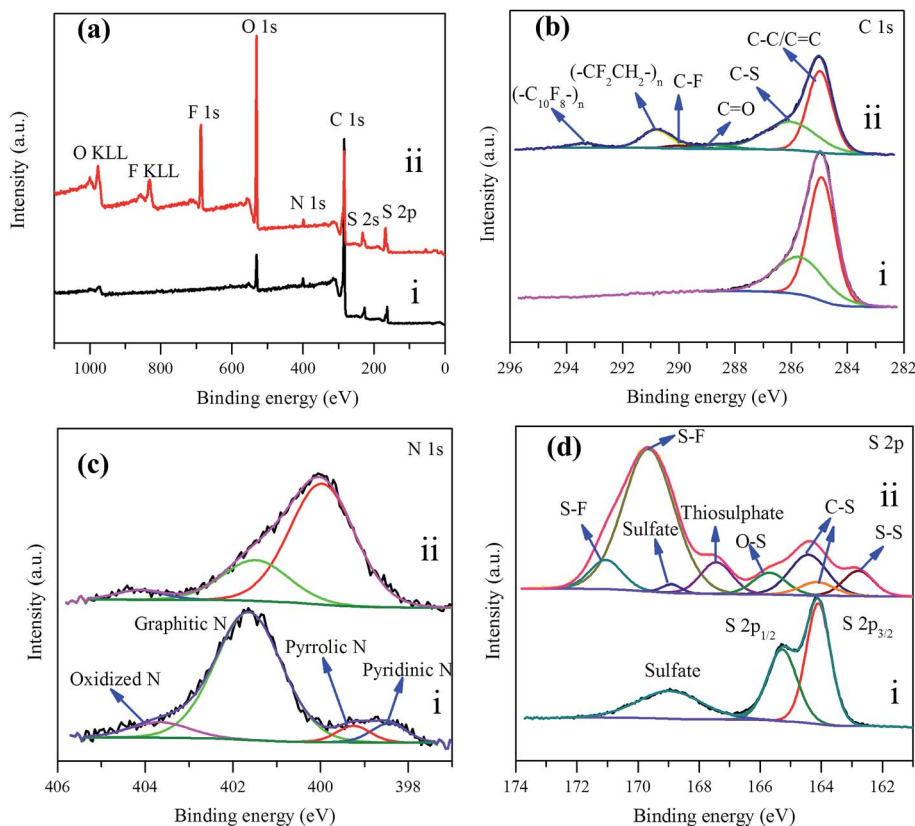 (a)
O 1s
C 1s
F 1s
O KLL
F KLL
N 1s
S 2s
S 2p
ii
i
Intensity (a.u.)
1000 800 600 400 200 0
Binding energy (eV)
(b)
C 1s
C-C/C=C
(-CF₂CH₂-)ₙ
C-F
C-S
(-C₁₀F₈-)ₙ
C=O
ii
i
Intensity (a.u.)
296 294 292 290 288 286 284 282
Binding energy (eV)
(c)
N 1s
ii
Graphitic N
Pyrrolic N
Oxidized N
Pyridinic N
i
Intensity (a.u.)
406 404 402 400 398
Binding energy (eV)
(d)
S-F
S 2p
ii
S-F
Thiosulphate
C-S
Sulfate
O-S
S-S
S 2p₁/₂
S 2p₃/₂
Sulfate
i
Intensity (a.u.)
174 172 170 168 166 164 162
Binding energy (eV)